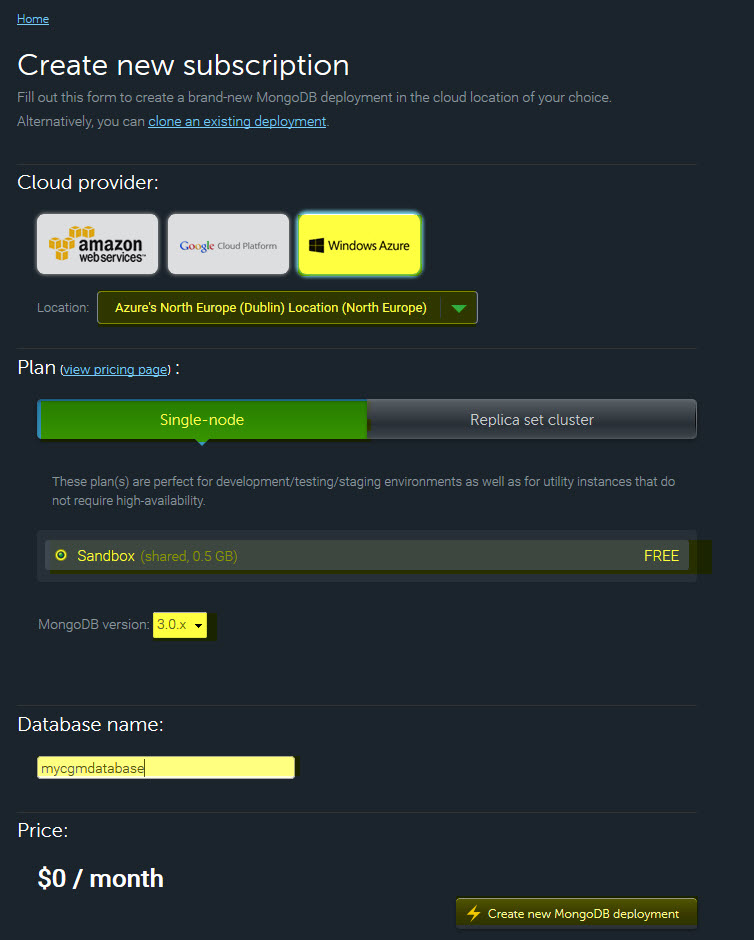 Home
Create new subscription
Fill out this form to create a brand-new MongoDB deployment in the cloud location of your choice.
Alternatively, you can clone an existing deployment.
Cloud provider:
amazon
webservices™
Google Cloud Platform
Windows Azure
Location: Azure's North Europe (Dublin) Location (North Europe)
Plan (view pricing page) :
Single-node Replica set cluster
These plan(s) are perfect for development/testing/staging environments as well as for utility instances that do
not require high-availability.
Sandbox (shared, 0.5 GB) FREE
MongoDB version: 3.0.x
Database name:
mycgmdatabase
Price:
$0 / month
Create new MongoDB deployment